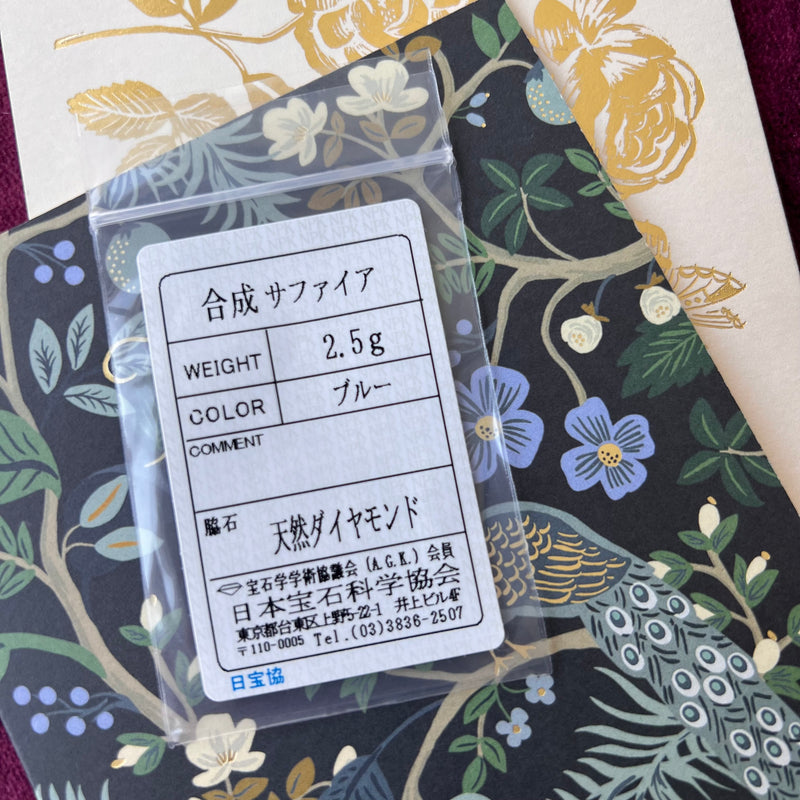 合成 サファイア
WEIGHT 2.5g
COLOR ブルー
COMMENT
脇石 天然ダイヤモンド
宝石学学術協議会(A.G.K.)会員
日本宝石科学協会
東京都台東区上野5-22-1 井上ビル4F
〒110-0005 Tel.(03)3836-2507
日宝協